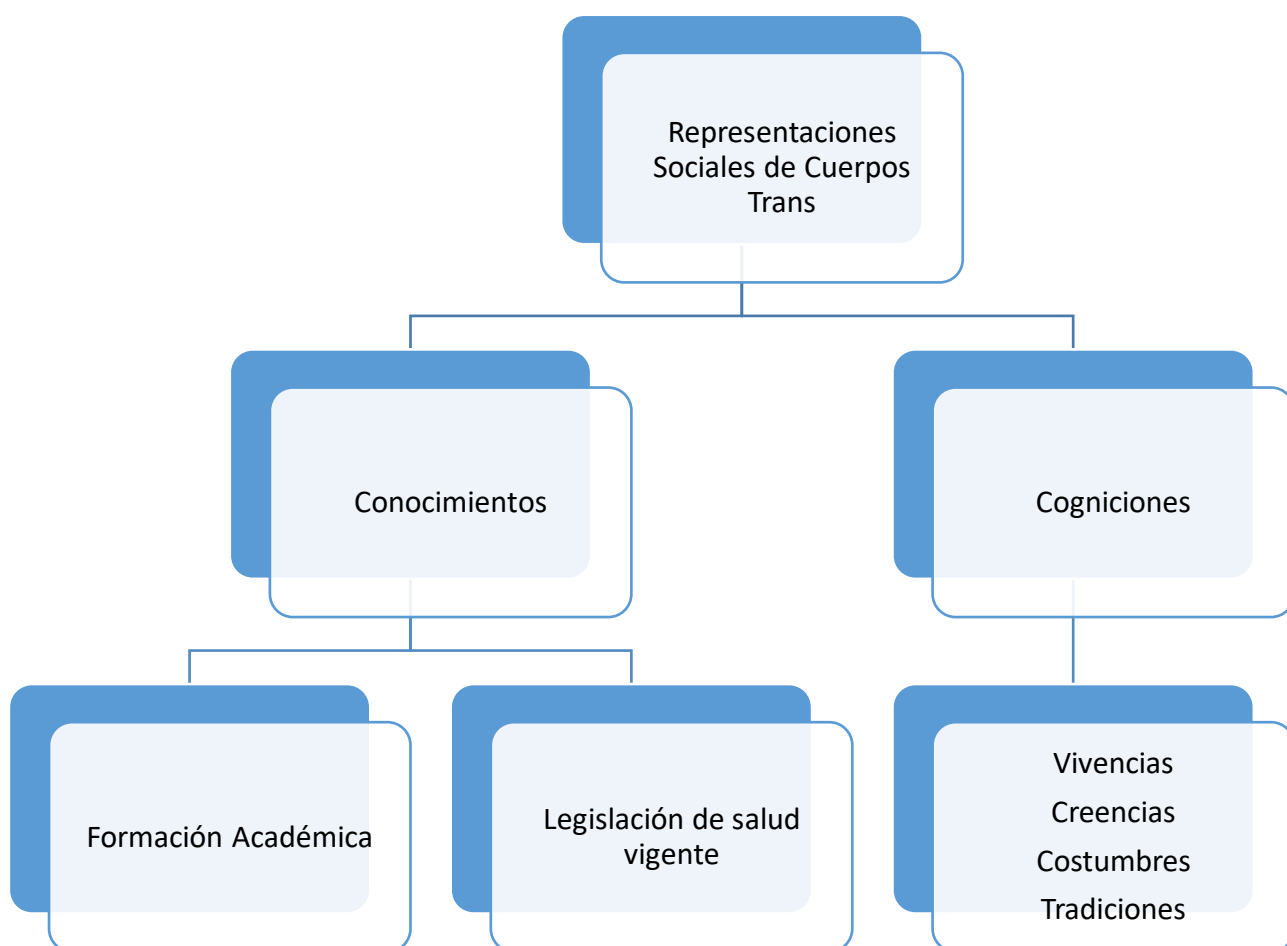 Representaciones
Sociales de Cuerpos
Trans
Conocimientos
Cogniciones
Formación Académica
Legislación de salud
vigente
Vivencias
Creencias
Costumbres
Tradiciones